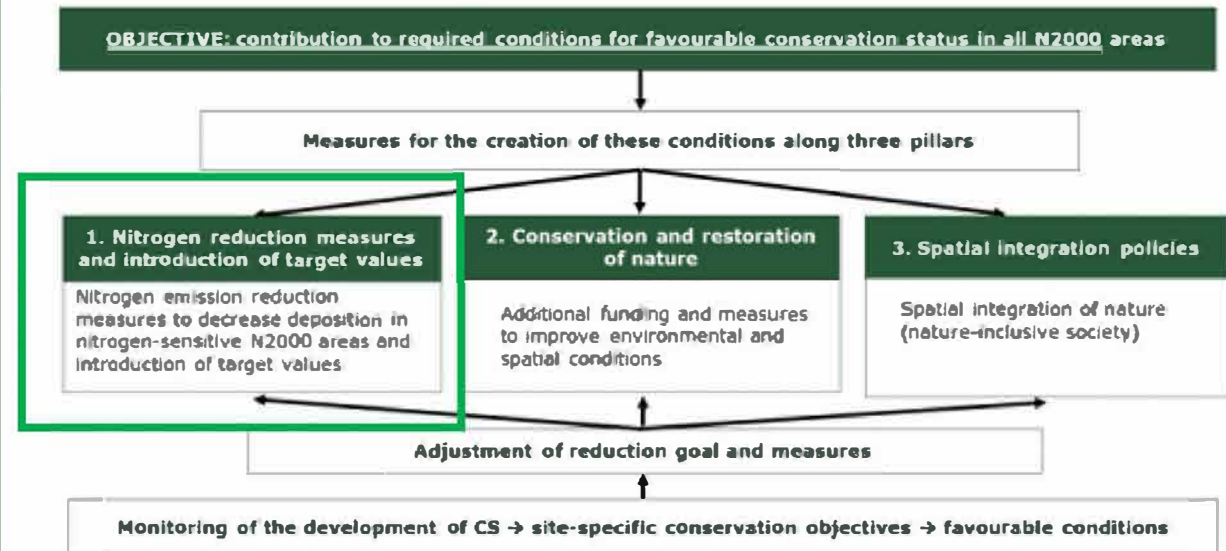 OBJECTIVE: contribution to required conditions for favourable conservation status in all N2000 areas
Measures for the creation of these conditions along three pillars
1. Nitrogen reduction measures
and introduction of target values
Nitrogen emission reduction
measures to decrease deposition in
nitrogen-sensitive N2000 areas and
introduction of target values
2. Conservation and restoration
of nature
Additional funding and measures
to improve environmental and
spatial conditions
3. Spatial integration policies
Spatial integration of nature
(nature-inclusive society)
Adjustment of reduction goal and measures
Monitoring of the development of CS → site-specific conservation objectives → favourable conditions